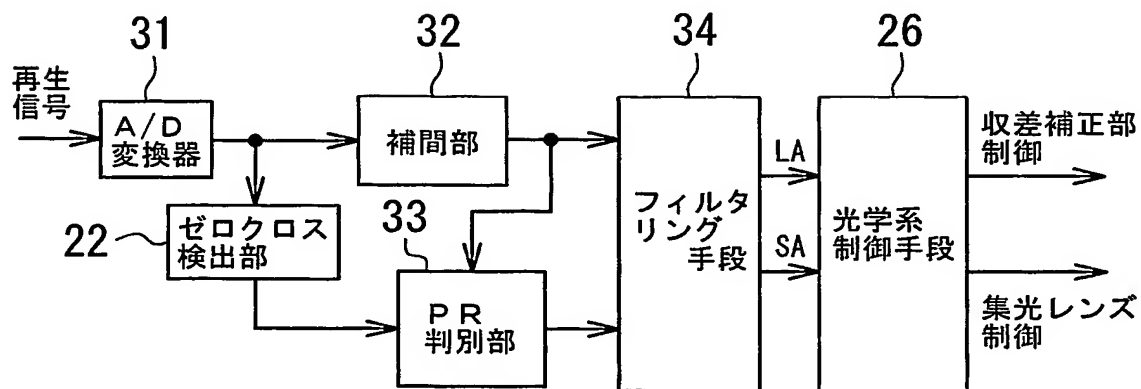 31
32
34
26
再生
信号
A/D
変換器
補間部
LA
収差補正部
制御
22
ゼロクロス
検出部
33
フィルタ
リング
手段
光学系
制御手段
SA
PR
判別部
集光レンズ
制御